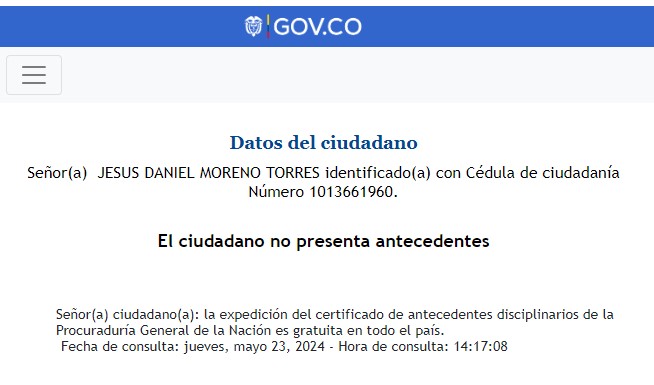 GOV.CO
Datos del ciudadano
Señor(a)  JESUS DANIEL MORENO TORRES identificado(a) con Cédula de ciudadanía
Número 1013661960.
El ciudadano no presenta antecedentes
Señor(a) ciudadano(a): la expedición del certificado de antecedentes disciplinarios de la
Procuraduría General de la Nación es gratuita en todo el país.
Fecha de consulta: jueves, mayo 23, 2024 - Hora de consulta: 14:17:08